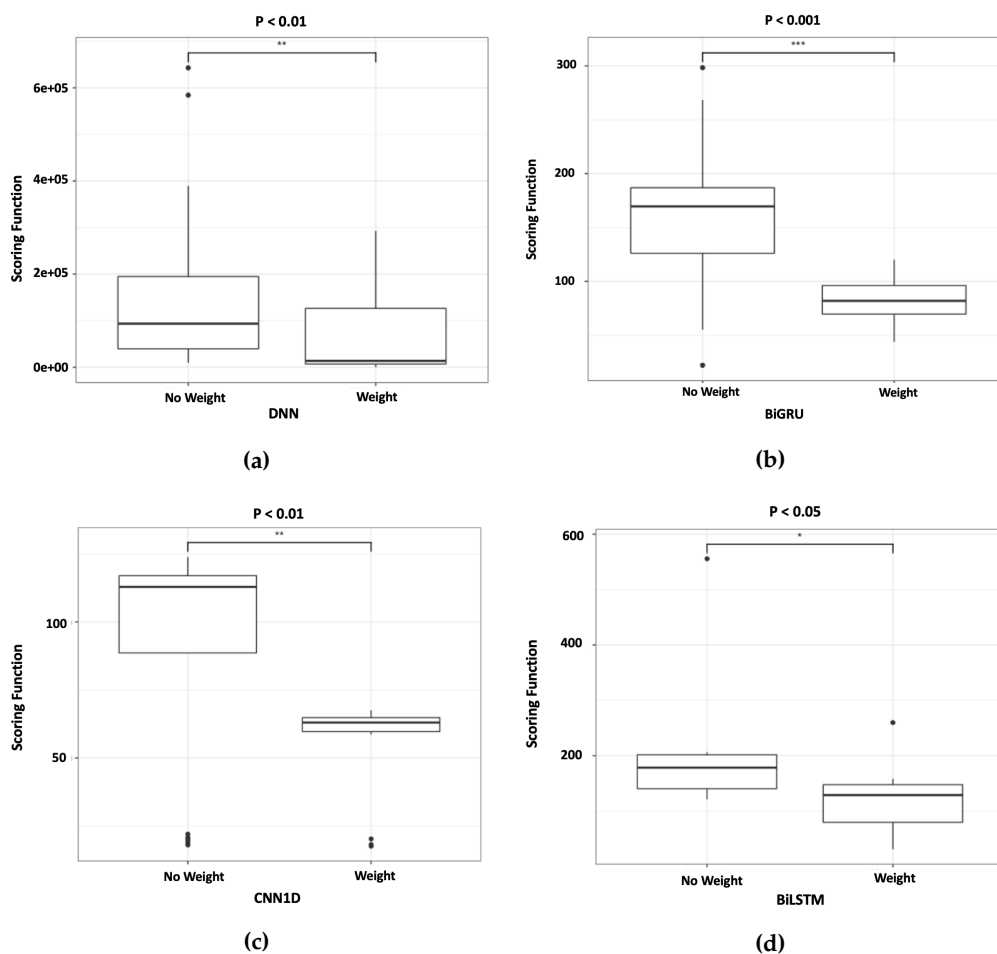 P < 0.01
**
6e+05
4e+05
2e+05
0e+00
Scoring Function
No Weight Weight
DNN
(a)
P < 0.001
***
300
200
100
Scoring Function
No Weight Weight
BiGRU
(b)
P < 0.01
**
100
50
Scoring Function
No Weight Weight
CNN1D
(c)
P < 0.05
*
600
400
200
Scoring Function
No Weight Weight
BiLSTM
(d)